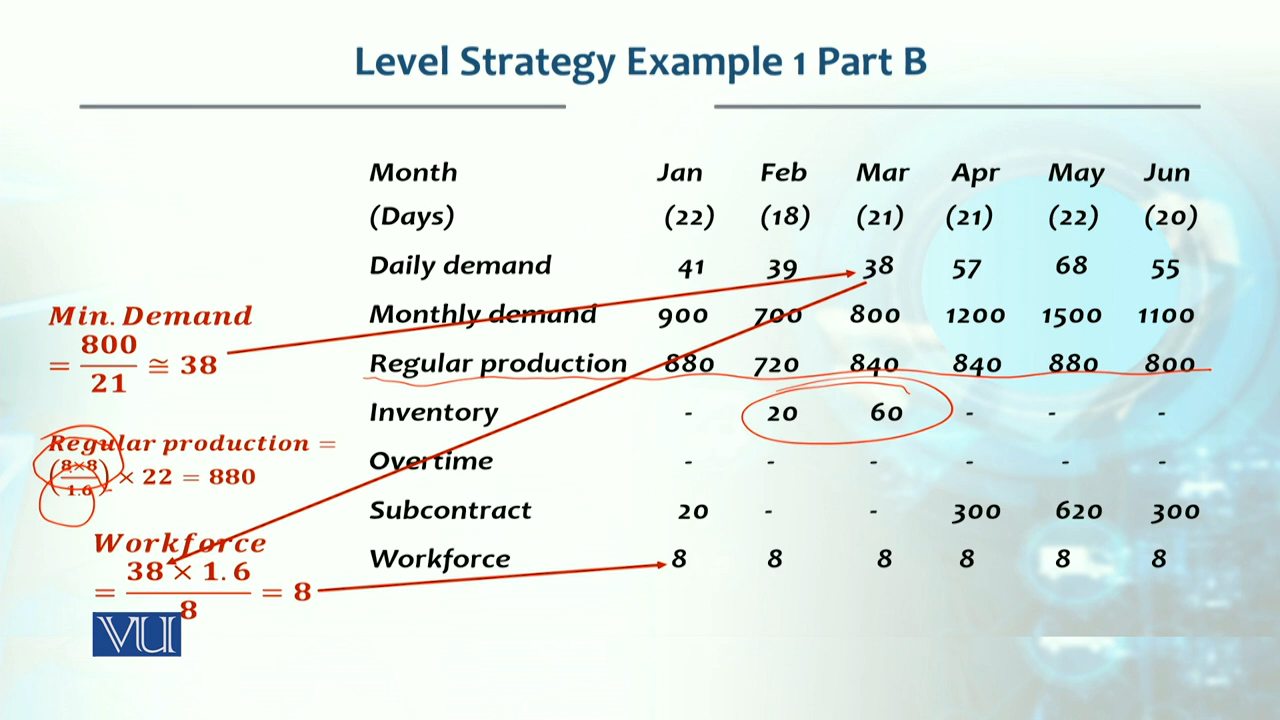 Level Strategy Example 1 Part B
Month Jan Feb Mar Apr May Jun
(Days) (22) (18) (21) (21) (22) (20)
Daily demand 41 39 38 57 68 55
Monthly demand 900 700 800 1200 1500 1100
Regular production 880 720 840 840 880 800
Inventory - 20 60 - - -
Overtime - - - - - -
Subcontract 20 - - 300 620 300
Workforce 8 8 8 8 8 8
Min. Demand
= 800/21 ≅ 38
Regular production =
(8×8/1.6) × 22 = 880
Workforce
= 38 × 1.6/8 = 8
VU